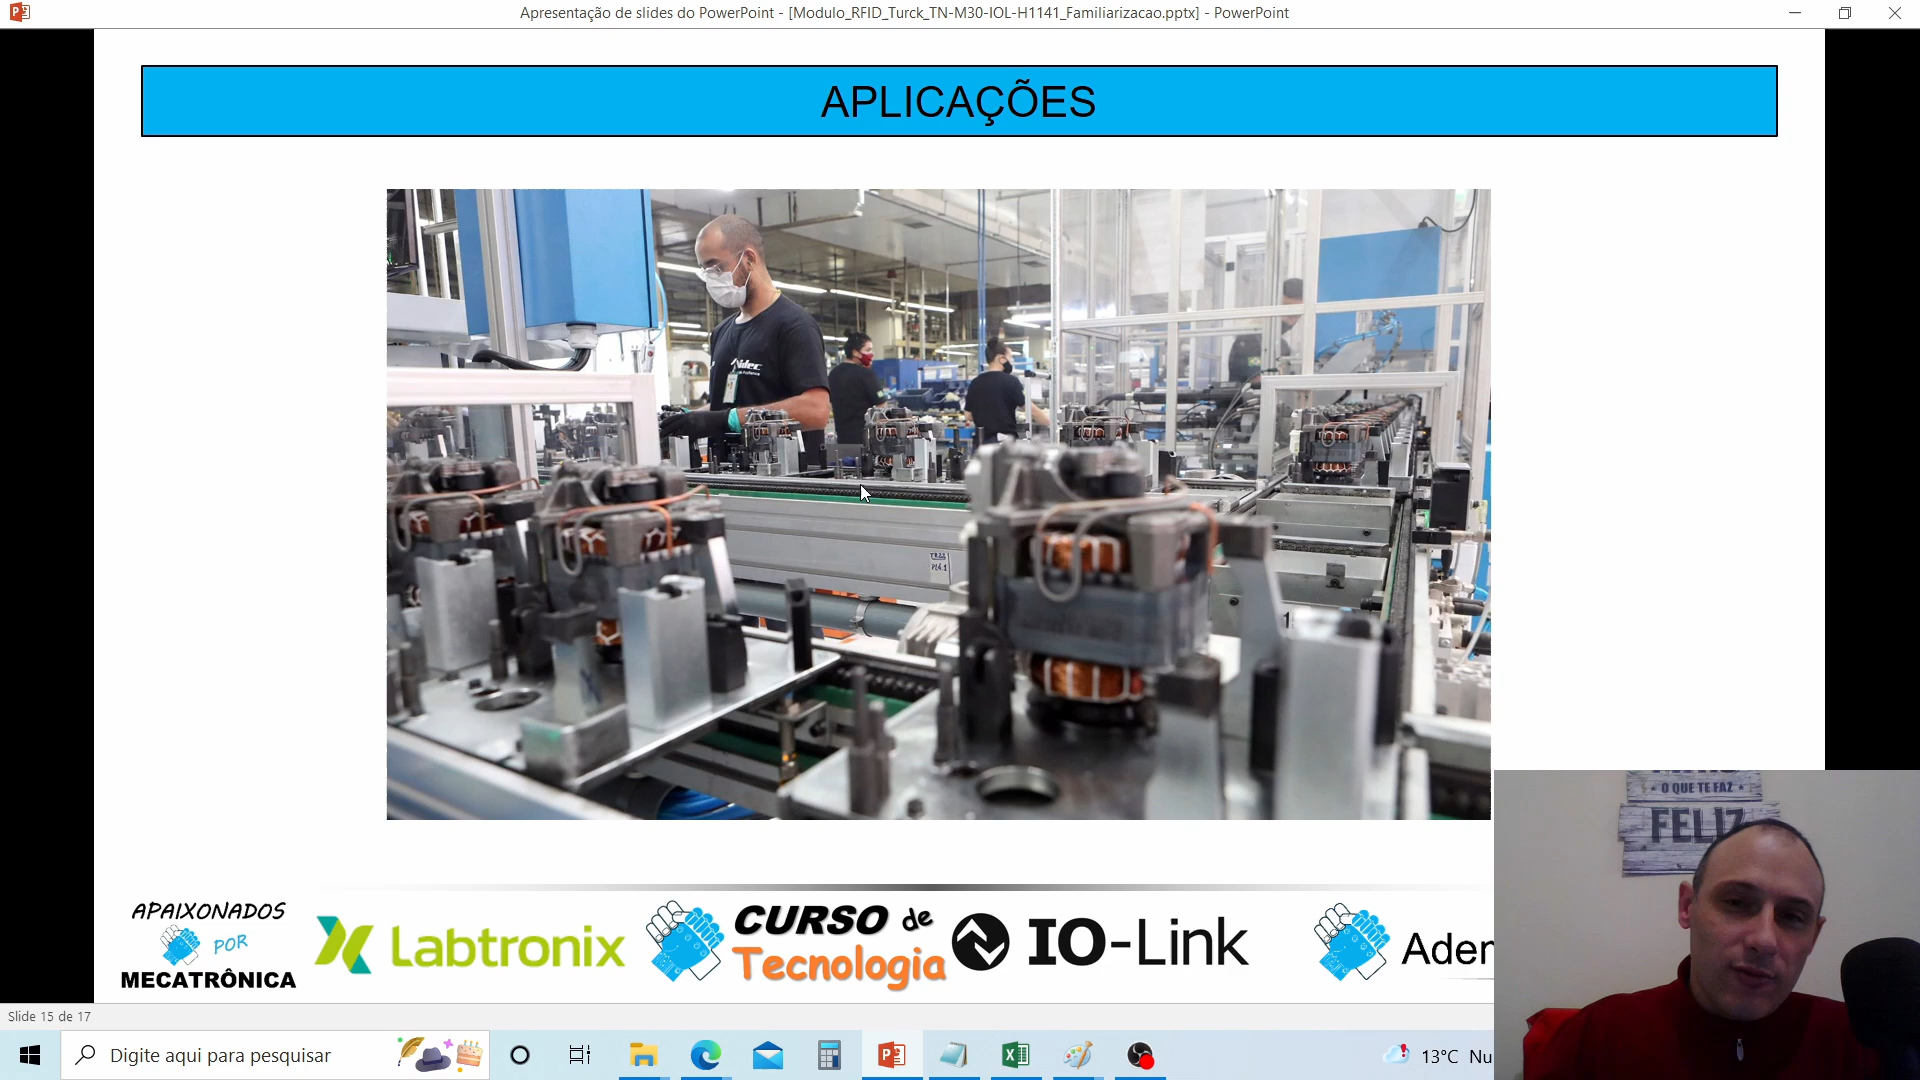 Apresentação de slides do PowerPoint - [Modulo_RFID_Turck_TN-M30-IOL-H1141_Familiarizacao.pptx] - PowerPoint
APLICAÇÕES
Nidec
O QUE TE FAZ
FELIZ
APAIXONADOS
POR
MECATRÔNICA
Labtronix
CURSO de
Tecnologia
IO-Link
Ader
Slide 15 de 17
Digite aqui para pesquisar
13°C Nu